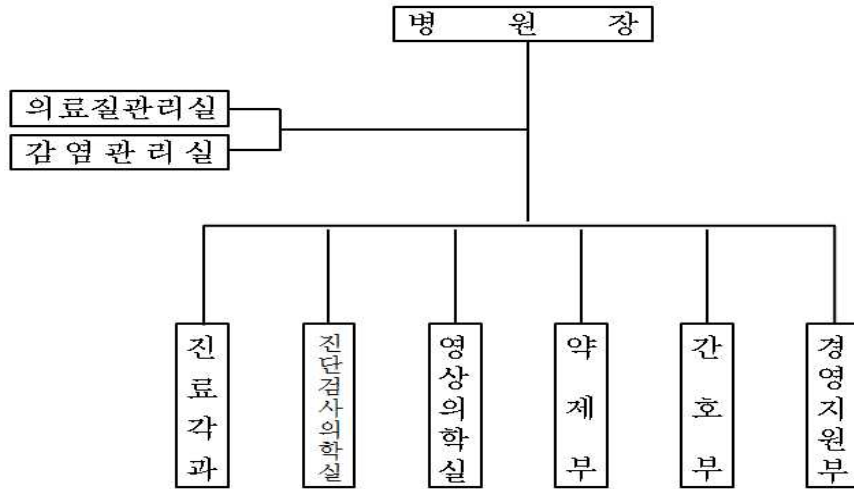 병 원 장
의료질관리실
감염관리실
진료각과
진단검사의학실
영상의학실
약제부
간호부
경영지원부